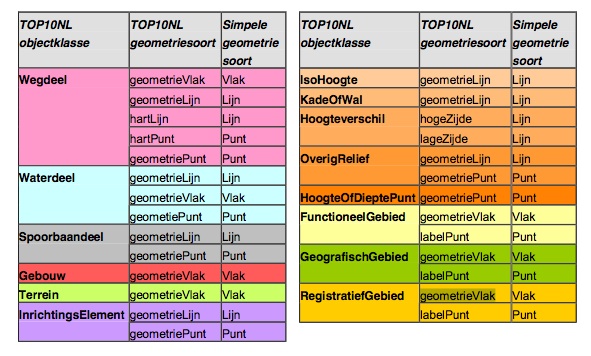 TOP10NL objectklasse TOP10NL geometriesoort Simpele geometrie soort
Wegdeel geometrieVlak Vlak
geometrieLijn Lijn
hartLijn Lijn
hartPunt Punt
geometriePunt Punt
Waterdeel geometrieLijn Lijn
geometrieVlak Vlak
geometiePunt Punt
Spoorbaandeel geometrieLijn Lijn
geometriePunt Punt
Gebouw geometrieVlak Vlak
Terrein geometrieVlak Vlak
InrichtingsElement geometrieLijn Lijn
geometriePunt Punt
TOP10NL objectklasse TOP10NL geometriesoort Simpele geometrie soort
IsoHoogte geometrieLijn Lijn
KadeOfWal geometrieLijn Lijn
Hoogteverschil hogeZijde Lijn
lageZijde Lijn
OverigRelief geometrieLijn Lijn
geometriePunt Punt
HoogteOfDieptePunt geometriePunt Punt
FunctioneelGebied geometrieVlak Vlak
labelPunt Punt
GeografischGebied geometrieVlak Vlak
labelPunt Punt
RegistratiefGebied geometrieVlak Vlak
labelPunt Punt